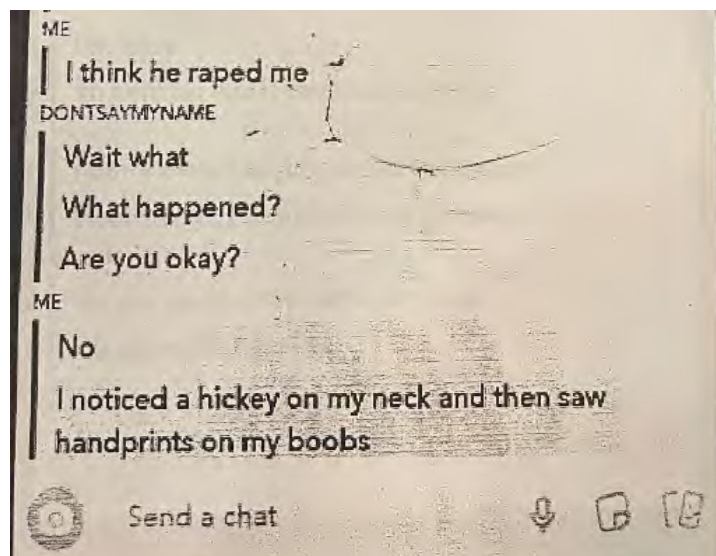 ME
I think he raped me
DONTSAYMYNAME
Wait what
What happened?
Are you okay?
ME
No
I noticed a hickey on my neck and then saw
handprints on my boobs
Send a chat